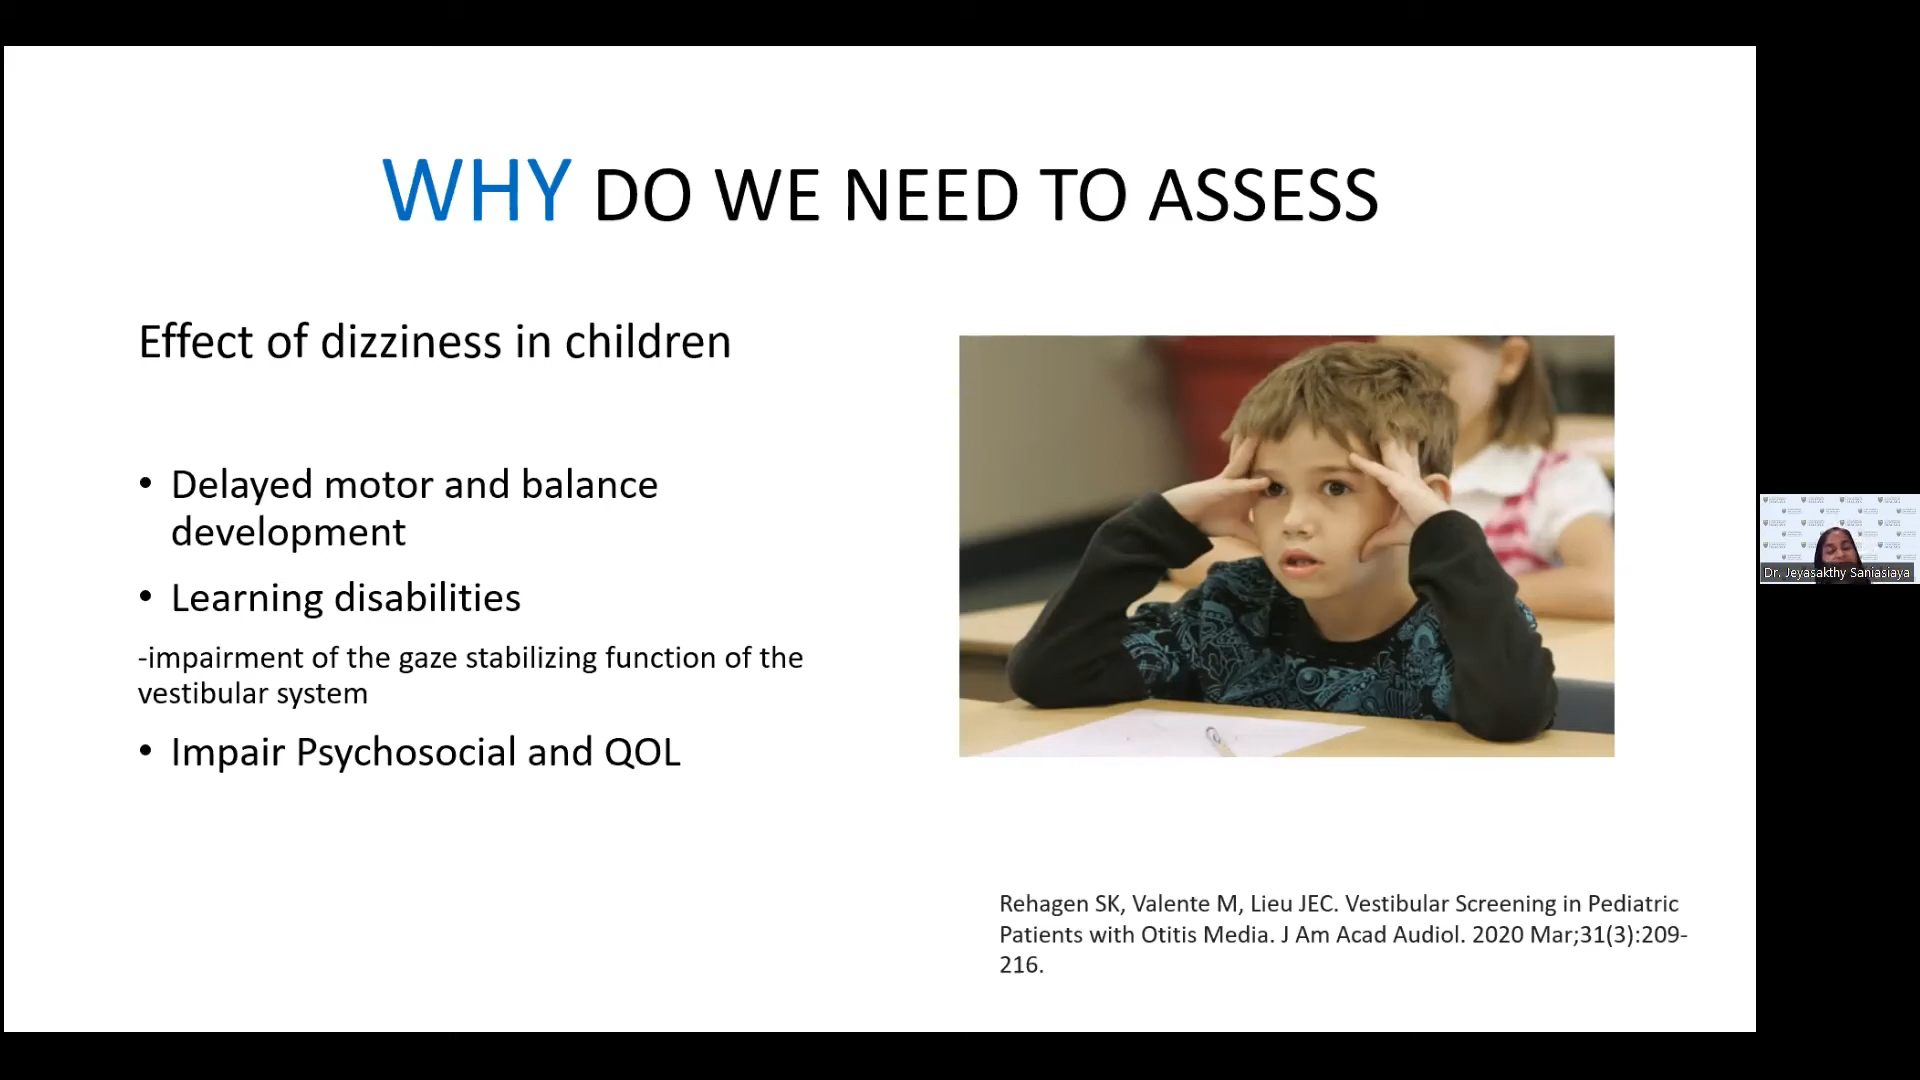 WHY DO WE NEED TO ASSESS
Effect of dizziness in children
• Delayed motor and balance
development
• Learning disabilities
-impairment of the gaze stabilizing function of the
vestibular system
• Impair Psychosocial and QOL
Rehagen SK, Valente M, Lieu JEC. Vestibular Screening in Pediatric
Patients with Otitis Media. J Am Acad Audiol. 2020 Mar;31(3):209-
216.
Dr. Jeyasakthy Saniasiaya